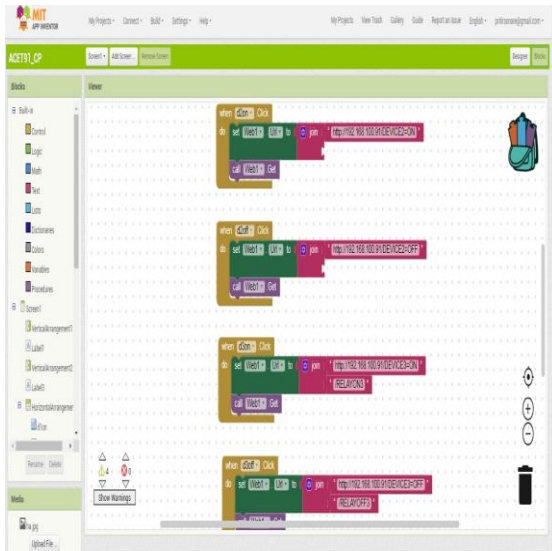 MIT
APP INVENTOR
My Projects Connect Build Settings Help My Projects View Trash Gallery Guide Report an Issue English
ACET91_CP Screen1 Add Screen ... Remove Screen Designer Blocks
Blocks Viewer
Built-in
Control
Logic
Math
Text
Lists
Dictionaries
Colors
Variables
Procedures
Screen1
VerticalArrangement1
Label1
VerticalArrangement2
HorizontalArrangemer
d1on
Rename Delete
Media
ha.jpg
Upload File ...
when d2on Click
do set Web1 Url to join "http://192.168.100.91/DEVICE2=ON"
call Web1 Get
when d2off Click
do set Web1 Url to join "http://192.168.100.91/DEVICE2=OFF"
call Web1 Get
when d3on Click
do set Web1 Url to join "http://192.168.100.91/DEVICE3=ON"
"/RELAYON3"
call Web1 Get
when d3off Click
do set Web1 Url to join "http://192.168.100.91/DEVICE3=OFF"
"RELAYOFF3"
4 0
Show Warnings